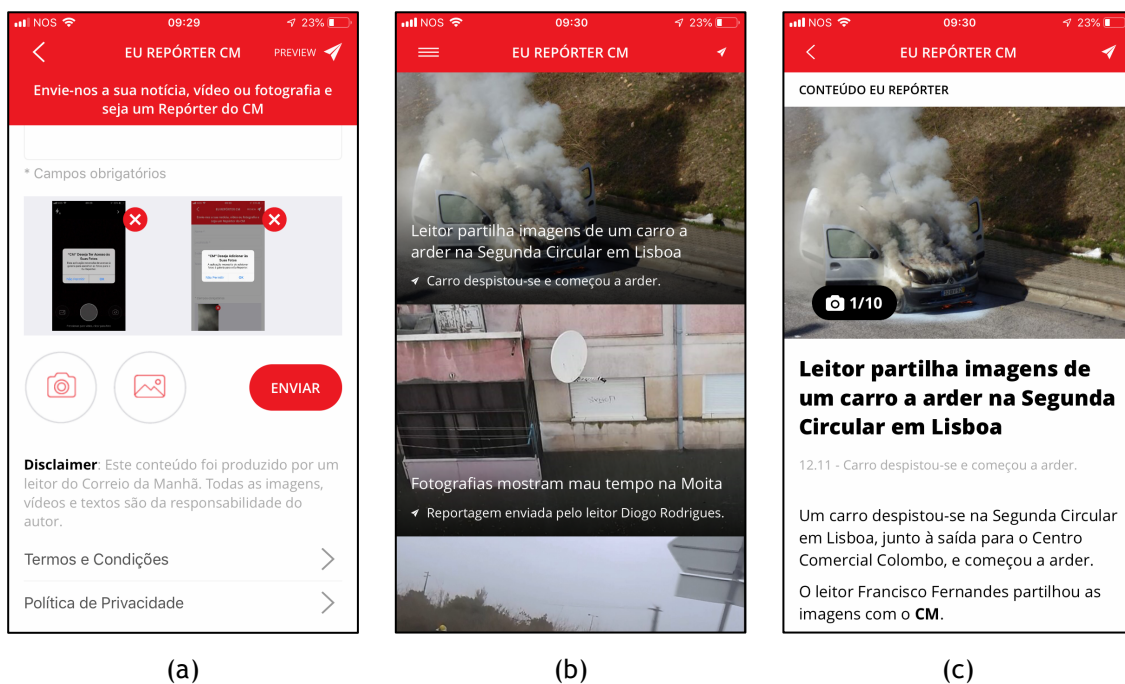 NOS 09:29 23%
EU REPÓRTER CM PREVIEW
Envie-nos a sua notícia, vídeo ou fotografia e
seja um Repórter do CM
* Campos obrigatórios
ENVIAR
Disclaimer: Este conteúdo foi produzido por um
leitor do Correio da Manhã. Todas as imagens,
vídeos e textos são da responsabilidade do
autor.
Termos e Condições
Política de Privacidade
(a)
NOS 09:30 23%
EU REPÓRTER CM
Leitor partilha imagens de um carro a
arder na Segunda Circular em Lisboa
Carro despistou-se e começou a arder.
Fotografias mostram mau tempo na Moita
Reportagem enviada pelo leitor Diogo Rodrigues.
(b)
NOS 09:30 23%
EU REPÓRTER CM
CONTEÚDO EU REPÓRTER
1/10
Leitor partilha imagens de
um carro a arder na Segunda
Circular em Lisboa
12.11 - Carro despistou-se e começou a arder.
Um carro despistou-se na Segunda Circular
em Lisboa, junto à saída para o Centro
Comercial Colombo, e começou a arder.
O leitor Francisco Fernandes partilhou as
imagens com o CM.
(c)